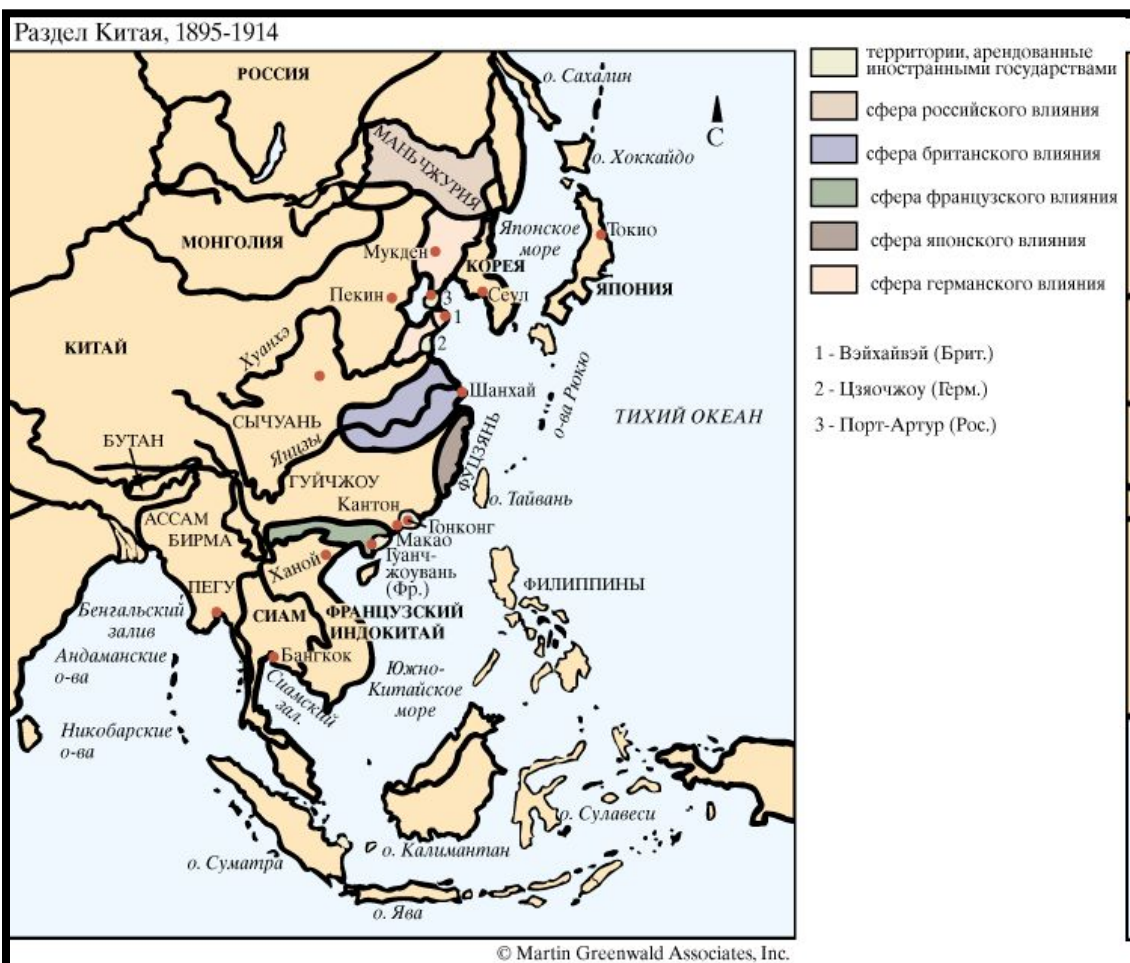 Раздел Китая, 1895-1914
РОССИЯ
о. Сахалин
МАНЬЧЖУРИЯ
о. Хоккайдо
С
МОНГОЛИЯ
Мукден
Японское
море
Токио
КОРЕЯ
ЯПОНИЯ
Пекин
3
Сеул
1
2
КИТАЙ
Хуанхэ
Шанхай
о-ва Рюкю
ТИХИЙ ОКЕАН
СЫЧУАНЬ
Янцзы
ФУЦЗЯНЬ
БУТАН
ГУЙЧЖОУ
о. Тайвань
Кантон
Гонконг
Макао
АССАМ
БИРМА
Ханой
Гуанч-
жоувань
(Фр.)
ФИЛИППИНЫ
ПЕГУ
Бенгальский
залив
СИАМ
ФРАНЦУЗСКИЙ
ИНДОКИТАЙ
Андаманские
о-ва
Бангкок
Южно-
Китайское
море
Сиамский
зал.
Никобарские
о-ва
о. Сулавеси
о. Калимантан
о. Суматра
о. Ява
территории, арендованные
иностранными государствами
сфера российского влияния
сфера британского влияния
сфера французского влияния
сфера японского влияния
сфера германского влияния
1 - Вэйхайвэй (Брит.)
2 - Цзяочжоу (Герм.)
3 - Порт-Артур (Рос.)
© Martin Greenwald Associates, Inc.